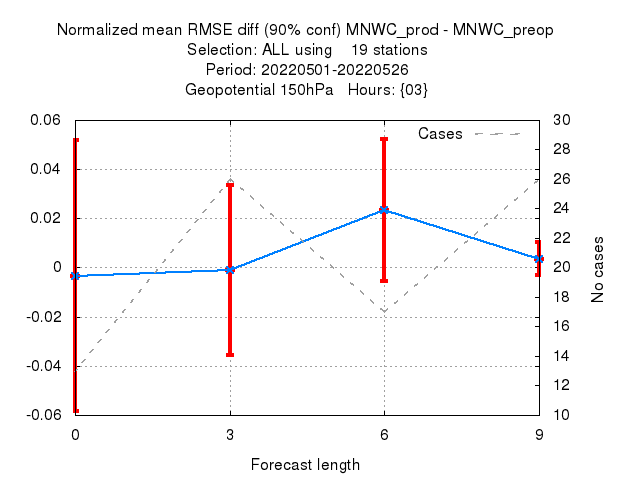 Normalized mean RMSE diff (90% conf) MNWC_prod - MNWC_preop
Selection: ALL using    19 stations
Period: 20220501-20220526
Geopotential 150hPa   Hours: {03}
0.06
0.04
0.02
0
-0.02
-0.04
-0.06
Cases
30
28
26
24
22
20
18
16
14
12
10
No cases
0 3 6 9
Forecast length